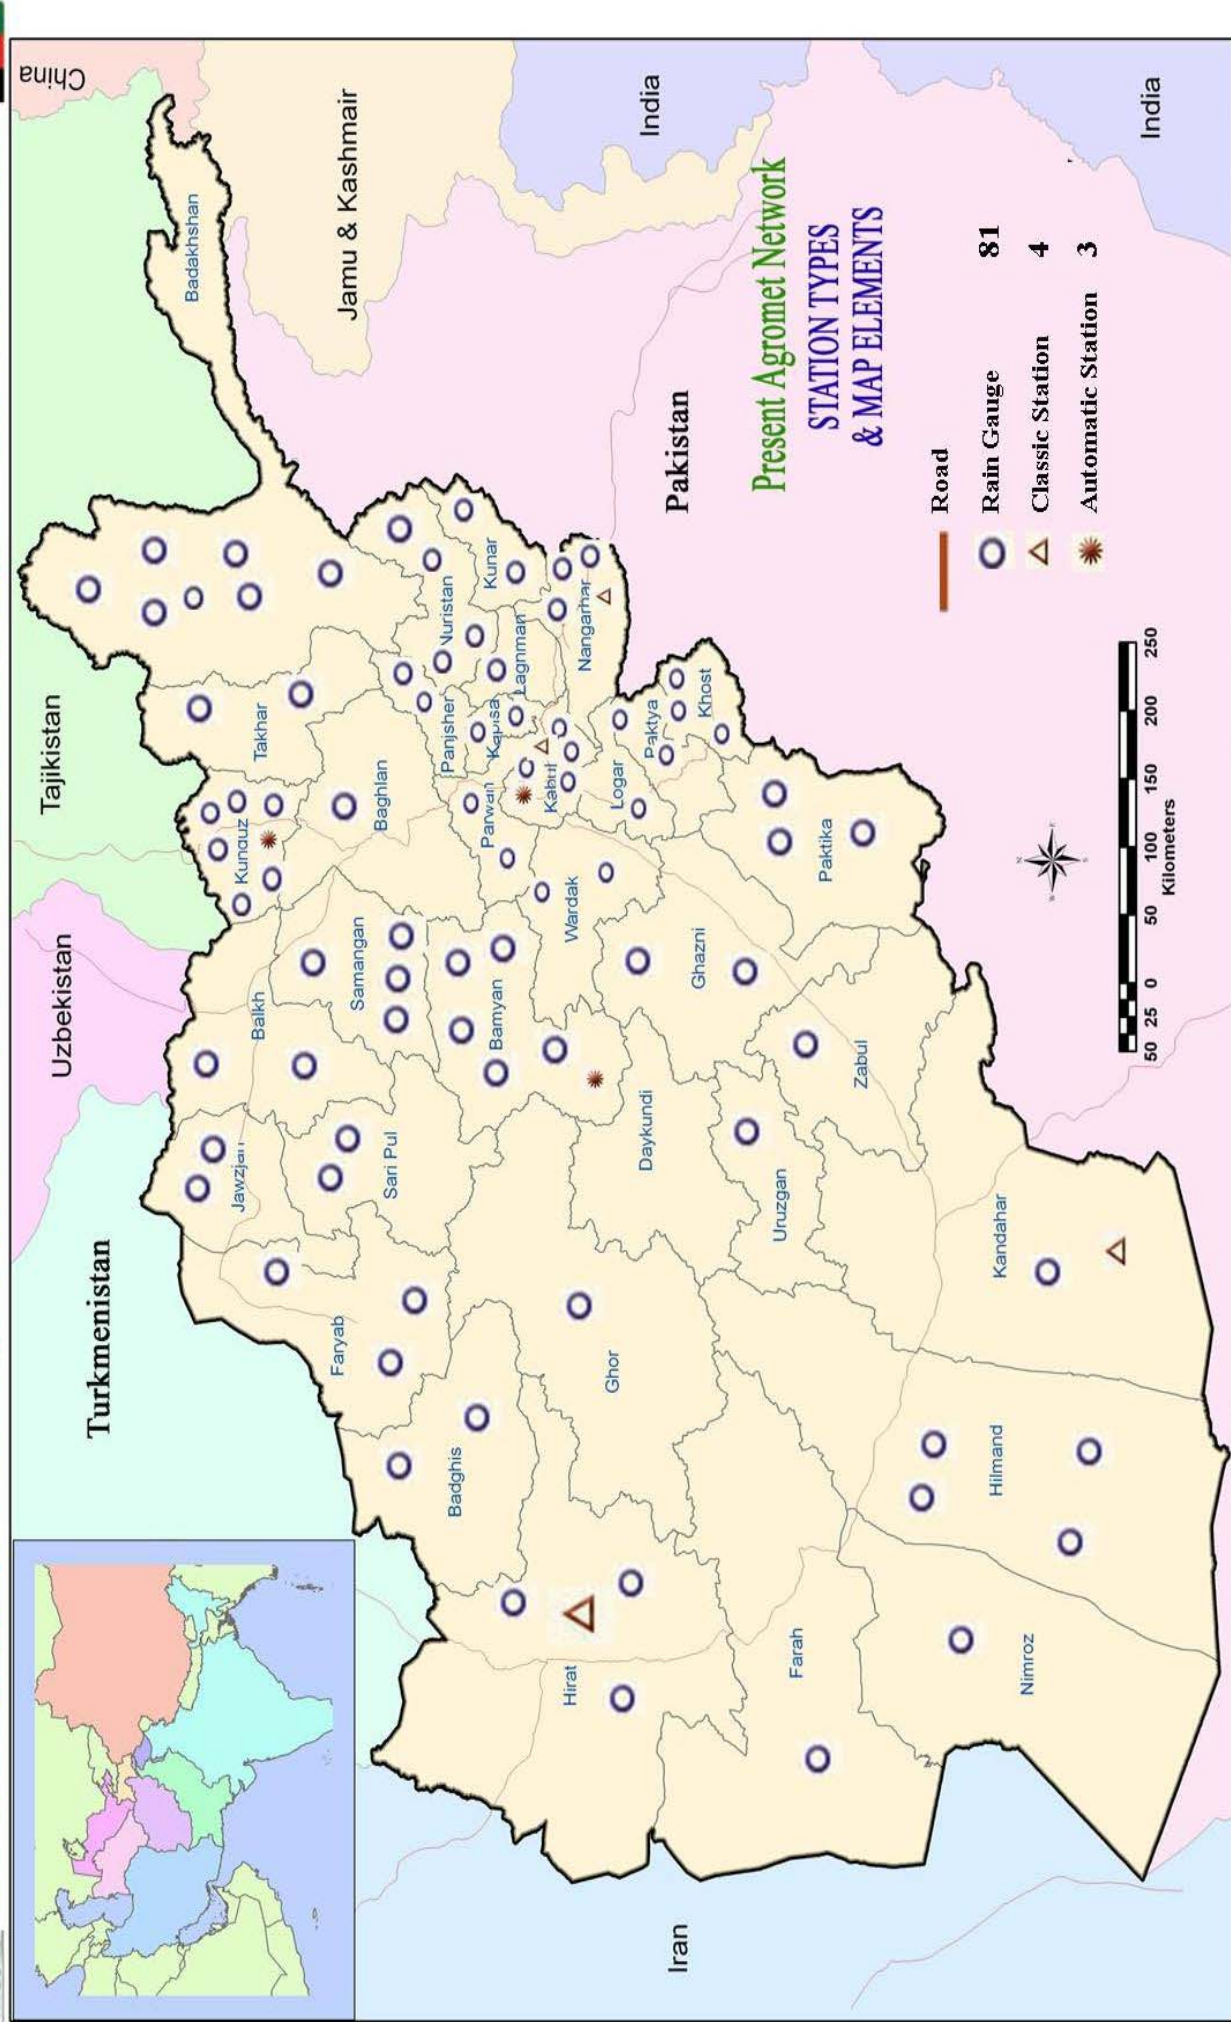 China
Tajikistan
Uzbekistan
Turkmenistan
Jamu & Kashmair
India
India
Pakistan
Iran
Badakhshan
Takhar
Kunduz
Baghlan
Balkh
Samangan
Jawzjan
Sari Pul
Faryab
Badghis
Nuristan
Kunar
Lagnman
Nangarhar
Panjsher
Kapisa
Parwan
Kabul
Logar
Paktya
Khost
Wardak
Bamyan
Ghazni
Paktika
Daykundi
Uruzgan
Zabul
Ghor
Hirat
Farah
Nimroz
Hilmand
Kandahar
Present Agromet Network
STATION TYPES
& MAP ELEMENTS
Road
Rain Gauge 81
Classic Station 4
Automatic Station 3
50 25 0 50 100 150 200 250
Kilometers